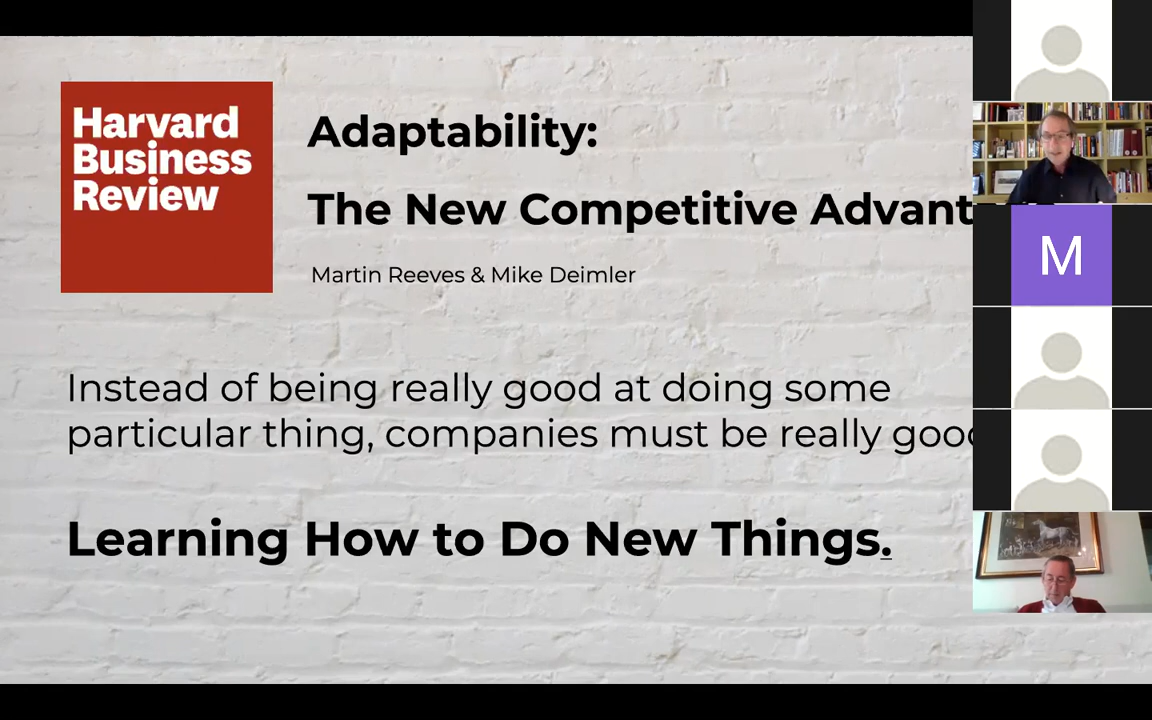 Harvard
Business
Review
Adaptability:
The New Competitive Advant
Martin Reeves & Mike Deimler
Instead of being really good at doing some
particular thing, companies must be really good
Learning How to Do New Things.
M